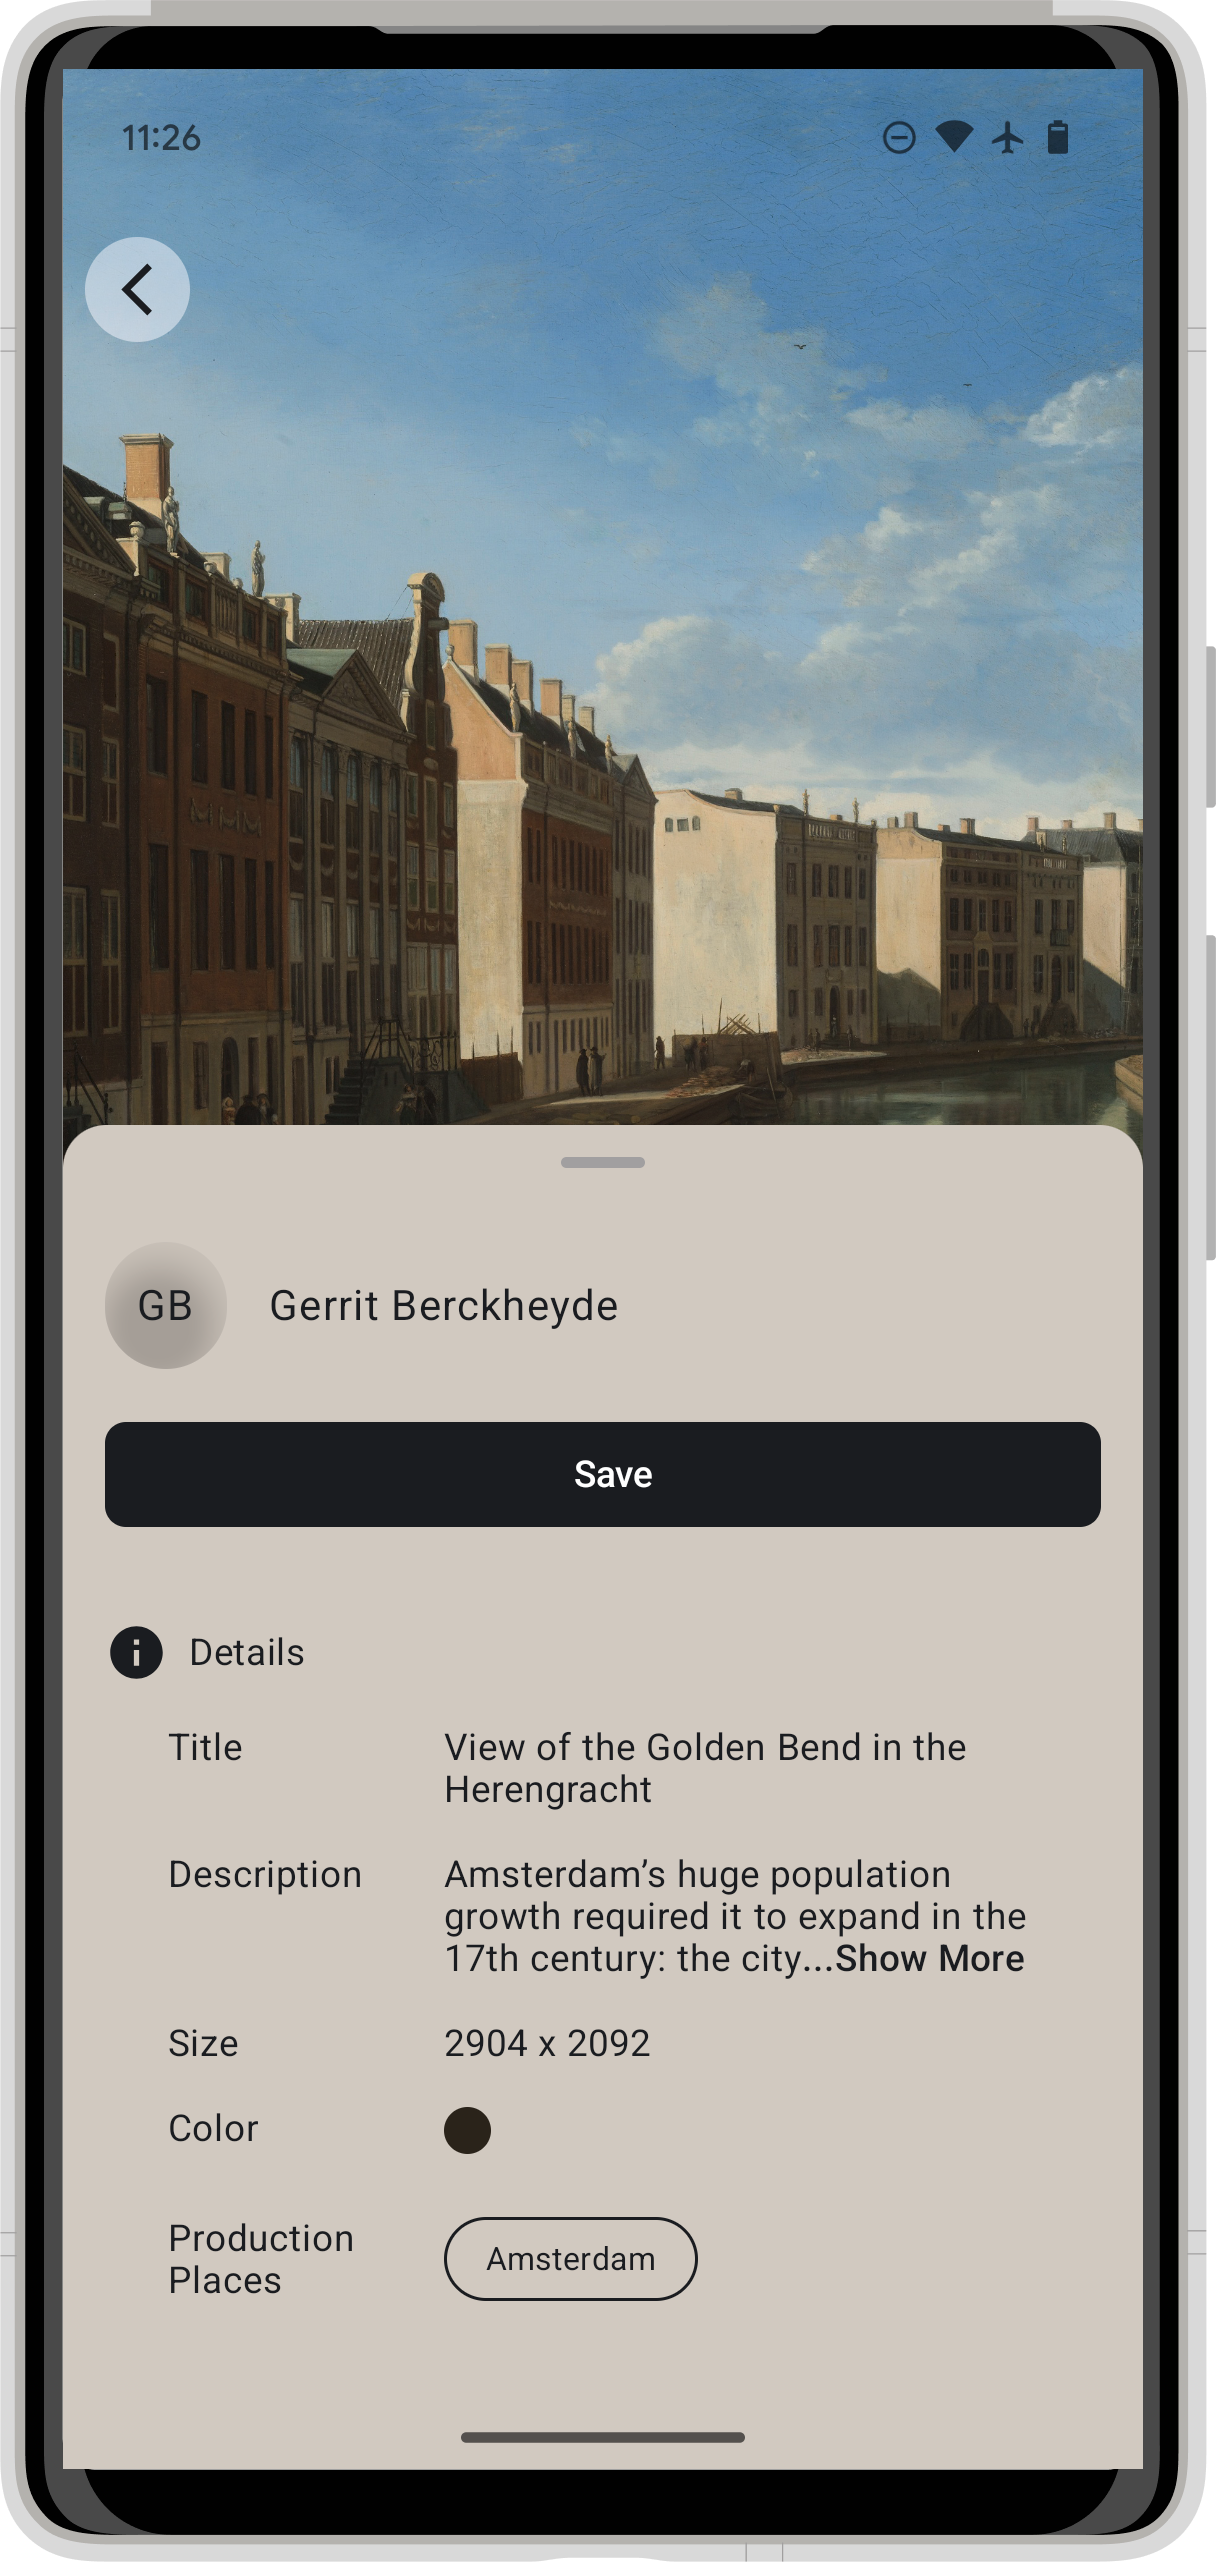 11:26
GB
Gerrit Berckheyde
Save
Details
Title
View of the Golden Bend in the
Herengracht
Description
Amsterdam’s huge population
growth required it to expand in the
17th century: the city...Show More
Size
2904 x 2092
Color
Production
Places
Amsterdam